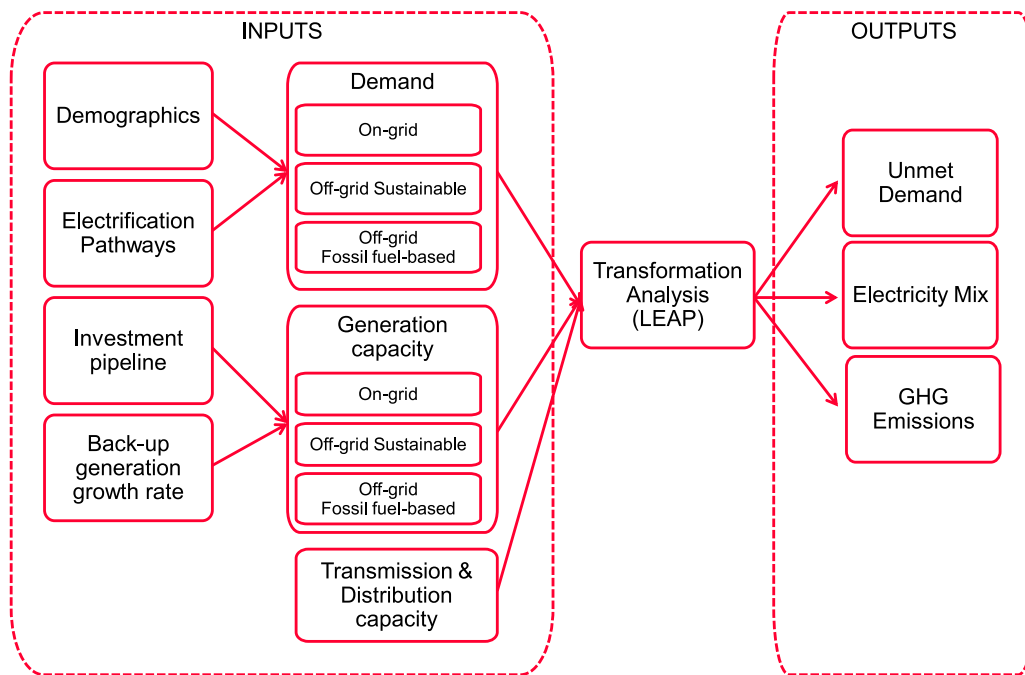 INPUTS
Demographics
Electrification
Pathways
Investment
pipeline
Back-up
generation
growth rate
Demand
On-grid
Off-grid Sustainable
Off-grid
Fossil fuel-based
Generation
capacity
On-grid
Off-grid Sustainable
Off-grid
Fossil fuel-based
Transmission &
Distribution
capacity
Transformation
Analysis
(LEAP)
OUTPUTS
Unmet
Demand
Electricity Mix
GHG
Emissions